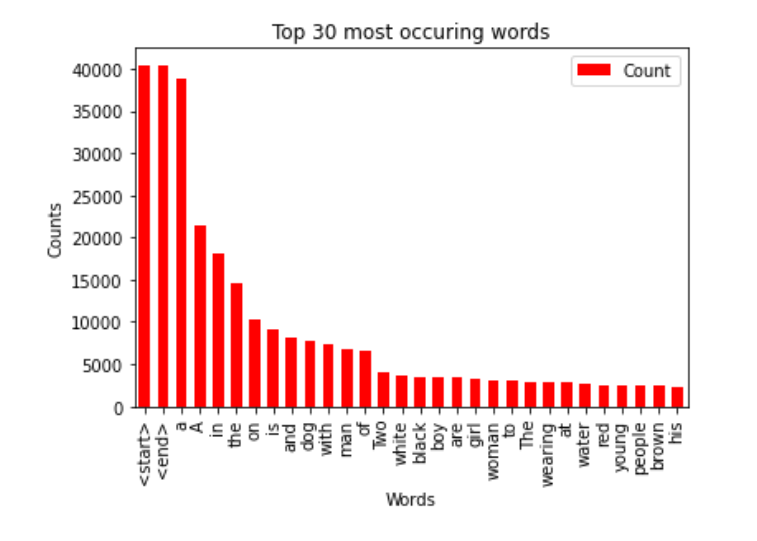 Top 30 most occuring words
Count
40000
35000
30000
25000
20000
15000
10000
5000
0
Counts
<start>
<end>
a
A
in
the
on
is
and
dog
with
man
of
Two
white
black
boy
are
girl
woman
to
The
wearing
at
water
red
young
people
brown
his
Words